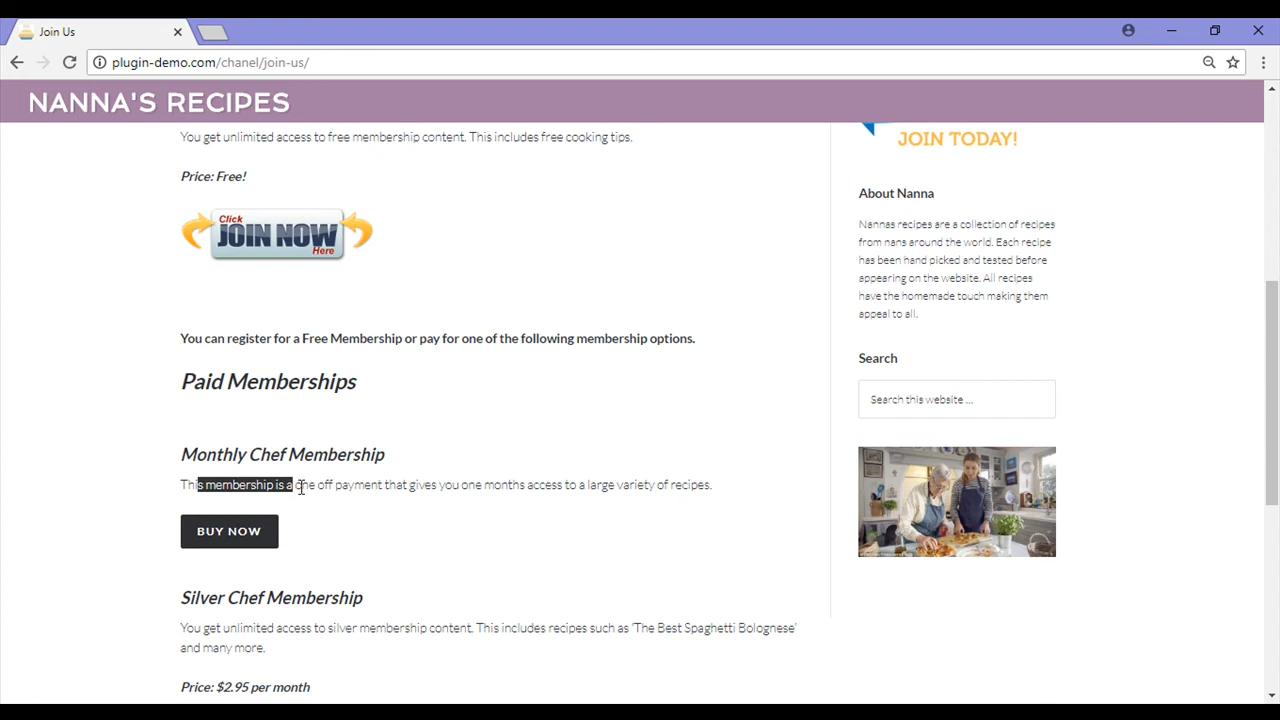 Join Us
plugin-demo.com/chanel/join-us/
NANNA'S RECIPES
You get unlimited access to free membership content. This includes free cooking tips.
Price: Free!
Click
JOIN NOW
Here
You can register for a Free Membership or pay for one of the following membership options.
Paid Memberships
Monthly Chef Membership
This membership is a one off payment that gives you one months access to a large variety of recipes.
BUY NOW
Silver Chef Membership
You get unlimited access to silver membership content. This includes recipes such as 'The Best Spaghetti Bolognese'
and many more.
Price: $2.95 per month
JOIN TODAY!
About Nanna
Nannas recipes are a collection of recipes
from nans around the world. Each recipe
has been hand picked and tested before
appearing on the website. All recipes
have the homemade touch making them
appeal to all.
Search
Search this website ...